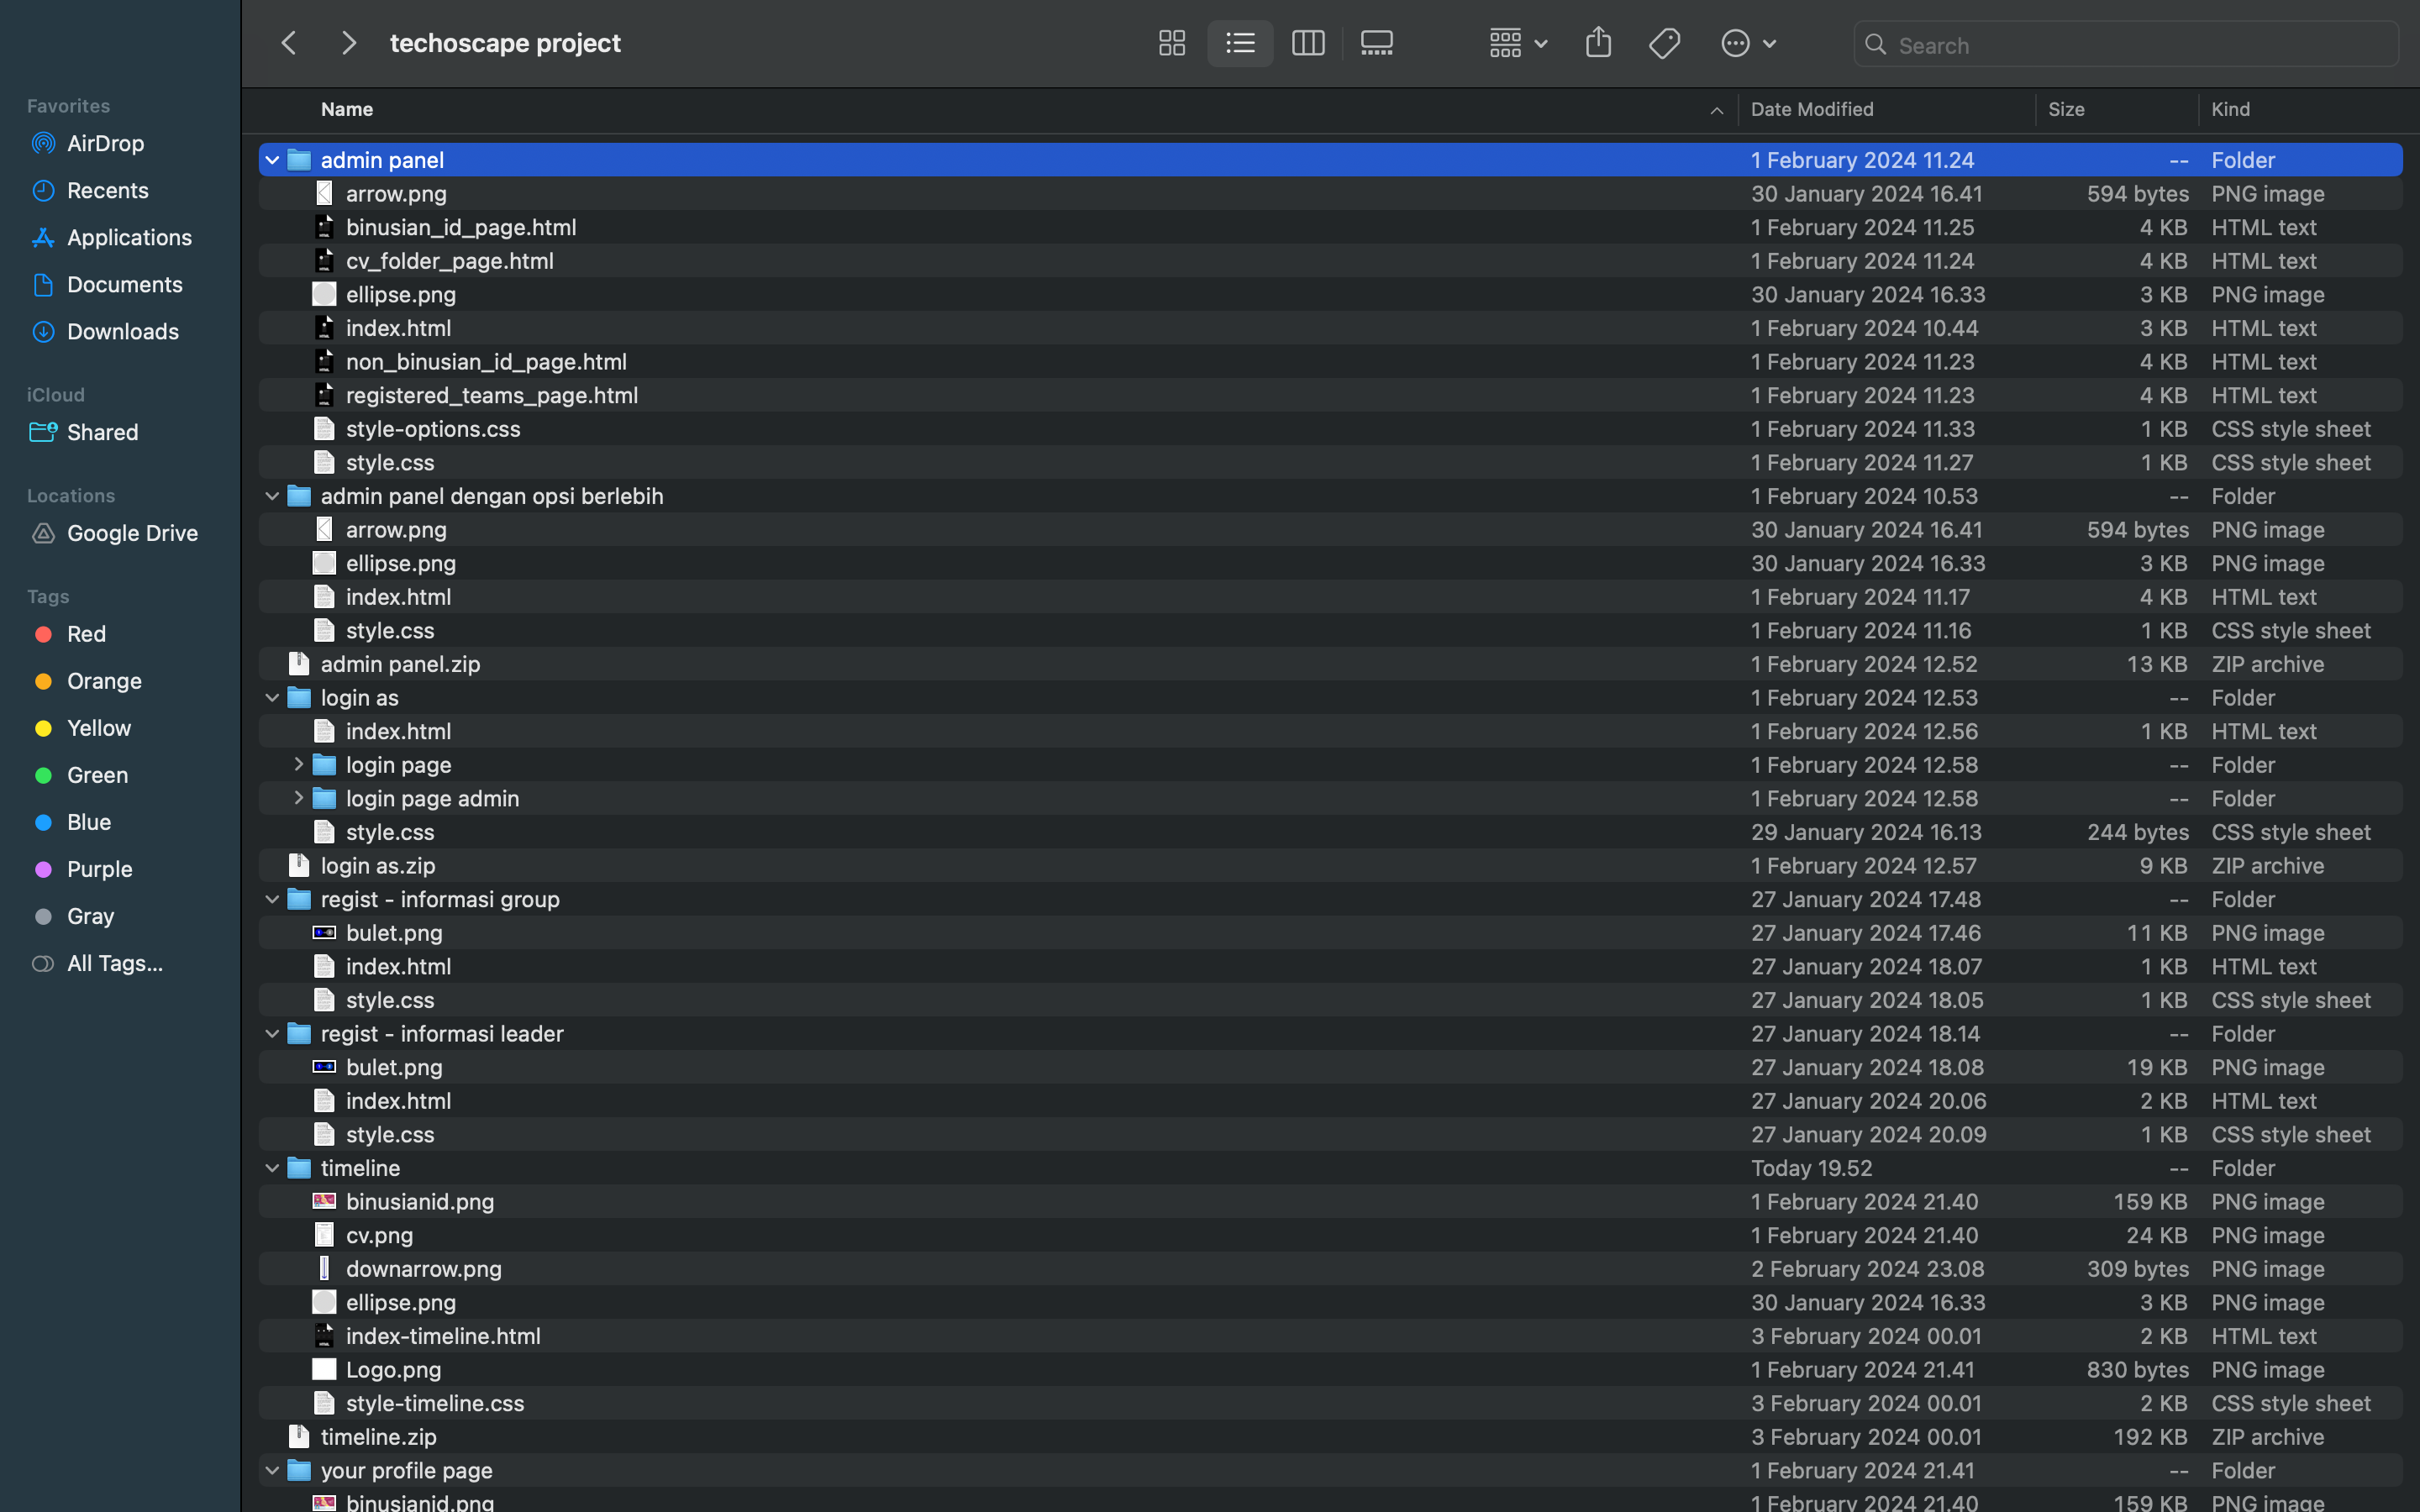 techoscape project
Search
Favorites
AirDrop
Recents
Applications
Documents
Downloads
iCloud
Shared
Locations
Google Drive
Tags
Red
Orange
Yellow
Green
Blue
Purple
Gray
All Tags...
Name Date Modified Size Kind
admin panel 1 February 2024 11.24 -- Folder
arrow.png 30 January 2024 16.41 594 bytes PNG image
binusian_id_page.html 1 February 2024 11.25 4 KB HTML text
cv_folder_page.html 1 February 2024 11.24 4 KB HTML text
ellipse.png 30 January 2024 16.33 3 KB PNG image
index.html 1 February 2024 10.44 3 KB HTML text
non_binusian_id_page.html 1 February 2024 11.23 4 KB HTML text
registered_teams_page.html 1 February 2024 11.23 4 KB HTML text
style-options.css 1 February 2024 11.33 1 KB CSS style sheet
style.css 1 February 2024 11.27 1 KB CSS style sheet
admin panel dengan opsi berlebih 1 February 2024 10.53 -- Folder
arrow.png 30 January 2024 16.41 594 bytes PNG image
ellipse.png 30 January 2024 16.33 3 KB PNG image
index.html 1 February 2024 11.17 4 KB HTML text
style.css 1 February 2024 11.16 1 KB CSS style sheet
admin panel.zip 1 February 2024 12.52 13 KB ZIP archive
login as 1 February 2024 12.53 -- Folder
index.html 1 February 2024 12.56 1 KB HTML text
login page 1 February 2024 12.58 -- Folder
login page admin 1 February 2024 12.58 -- Folder
style.css 29 January 2024 16.13 244 bytes CSS style sheet
login as.zip 1 February 2024 12.57 9 KB ZIP archive
regist - informasi group 27 January 2024 17.48 -- Folder
bulet.png 27 January 2024 17.46 11 KB PNG image
index.html 27 January 2024 18.07 1 KB HTML text
style.css 27 January 2024 18.05 1 KB CSS style sheet
regist - informasi leader 27 January 2024 18.14 -- Folder
bulet.png 27 January 2024 18.08 19 KB PNG image
index.html 27 January 2024 20.06 2 KB HTML text
style.css 27 January 2024 20.09 1 KB CSS style sheet
timeline Today 19.52 -- Folder
binusianid.png 1 February 2024 21.40 159 KB PNG image
cv.png 1 February 2024 21.40 24 KB PNG image
downarrow.png 2 February 2024 23.08 309 bytes PNG image
ellipse.png 30 January 2024 16.33 3 KB PNG image
index-timeline.html 3 February 2024 00.01 2 KB HTML text
Logo.png 1 February 2024 21.41 830 bytes PNG image
style-timeline.css 3 February 2024 00.01 2 KB CSS style sheet
timeline.zip 3 February 2024 00.01 192 KB ZIP archive
your profile page 1 February 2024 21.41 -- Folder
binusianid.png 1 February 2024 21.40 159 KB PNG image